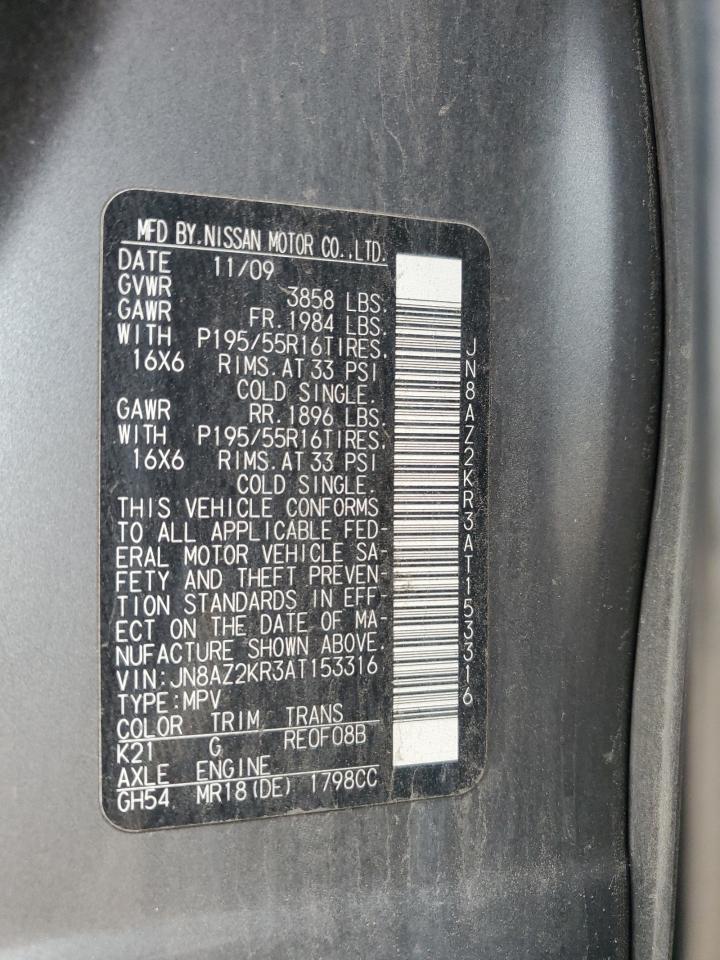 MFD BY.NISSAN MOTOR CO.,LTD.
DATE 11/09
GVWR 3858 LBS.
GAWR FR.1984 LBS.
WITH P195/55R16TIRES.
16X6 RIMS.AT 33 PSI
COLD SINGLE.
GAWR RR.1896 LBS.
WITH P195/55R16TIRES.
16X6 RIMS.AT 33 PSI
COLD SINGLE.
THIS VEHICLE CONFORMS
TO ALL APPLICABLE FED-
ERAL MOTOR VEHICLE SA-
FETY AND THEFT PREVEN-
TION STANDARDS IN EFF-
ECT ON THE DATE OF MA-
NUFACTURE SHOWN ABOVE.
VIN:JN8AZ2KR3AT153316
TYPE:MPV
COLOR TRIM TRANS
K21 G RE0F08B
AXLE ENGINE
GH54 MR18(DE) 1798CC
JN8AZ2KR3AT153316